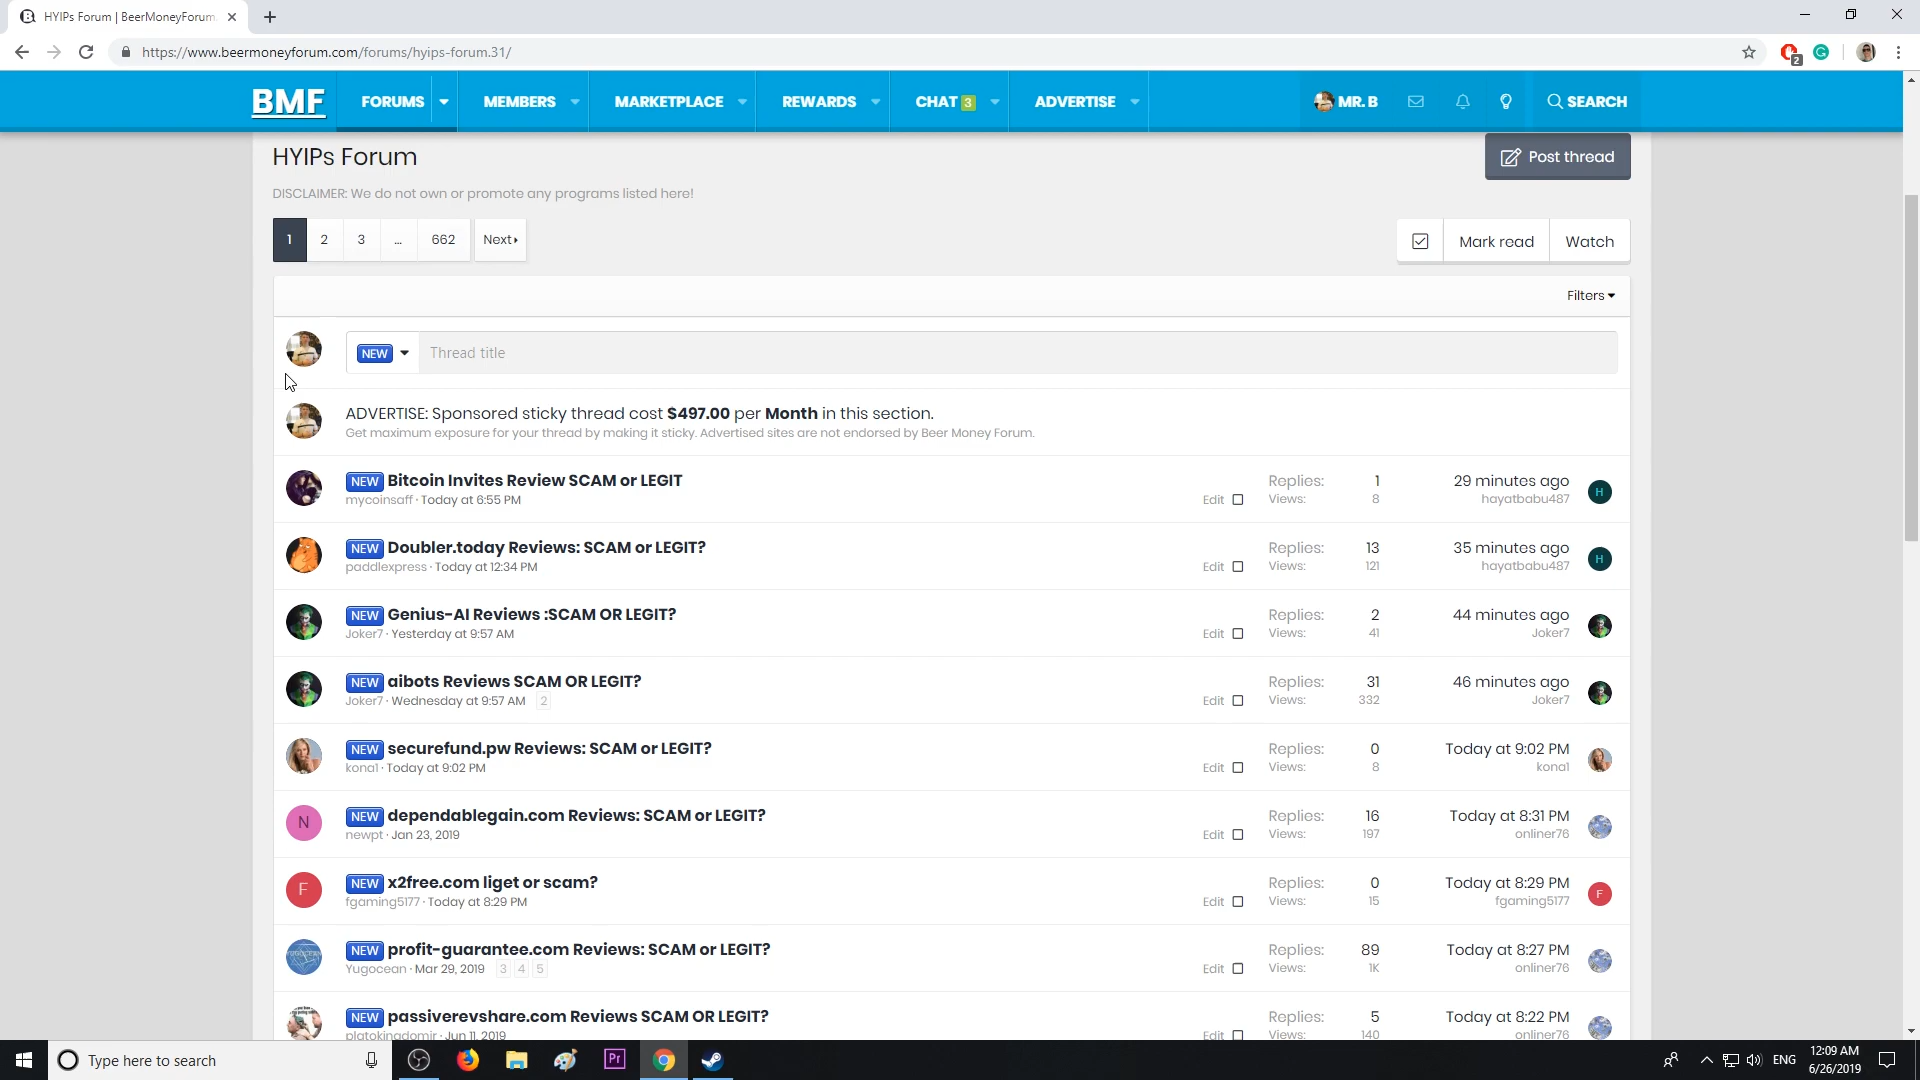 HYIPs Forum | BeerMoneyForum.
https://www.beermoneyforum.com/forums/hyips-forum.31/
2
BMF FORUMS MEMBERS MARKETPLACE REWARDS CHAT 3 ADVERTISE MR. B SEARCH
HYIPs Forum
Post thread
DISCLAIMER: We do not own or promote any programs listed here!
1 2 3 ... 662 Next
Mark read Watch
Filters
NEW Thread title
ADVERTISE: Sponsored sticky thread cost $497.00 per Month in this section.
Get maximum exposure for your thread by making it sticky. Advertised sites are not endorsed by Beer Money Forum.
NEW Bitcoin Invites Review SCAM or LEGIT Replies: 1 29 minutes ago
mycoinsaff · Today at 6:55 PM Edit Views: 8 hayatbabu487 H
NEW Doubler.today Reviews: SCAM or LEGIT? Replies: 13 35 minutes ago
paddlexpress · Today at 12:34 PM Edit Views: 121 hayatbabu487 H
NEW Genius-AI Reviews :SCAM OR LEGIT? Replies: 2 44 minutes ago
Joker7 · Yesterday at 9:57 AM Edit Views: 41 Joker7
NEW aibots Reviews SCAM OR LEGIT? Replies: 31 46 minutes ago
Joker7 · Wednesday at 9:57 AM 2 Edit Views: 332 Joker7
NEW securefund.pw Reviews: SCAM or LEGIT? Replies: 0 Today at 9:02 PM
kona1 · Today at 9:02 PM Edit Views: 8 kona1
N NEW dependablegain.com Reviews: SCAM or LEGIT? Replies: 16 Today at 8:31 PM
newpt · Jan 23, 2019 Edit Views: 197 onliner76
F NEW x2free.com liget or scam? Replies: 0 Today at 8:29 PM
fgaming5177 · Today at 8:29 PM Edit Views: 15 fgaming5177 F
NEW profit-guarantee.com Reviews: SCAM or LEGIT? Replies: 89 Today at 8:27 PM
Yugocean · Mar 29, 2019 3 4 5 Edit Views: 1K onliner76
NEW passiverevshare.com Reviews SCAM OR LEGIT? Replies: 5 Today at 8:22 PM
platokingdomir · Jun 11, 2019 Edit Views: 140 onliner76
Type here to search Pr ENG 12:09 AM
6/26/2019